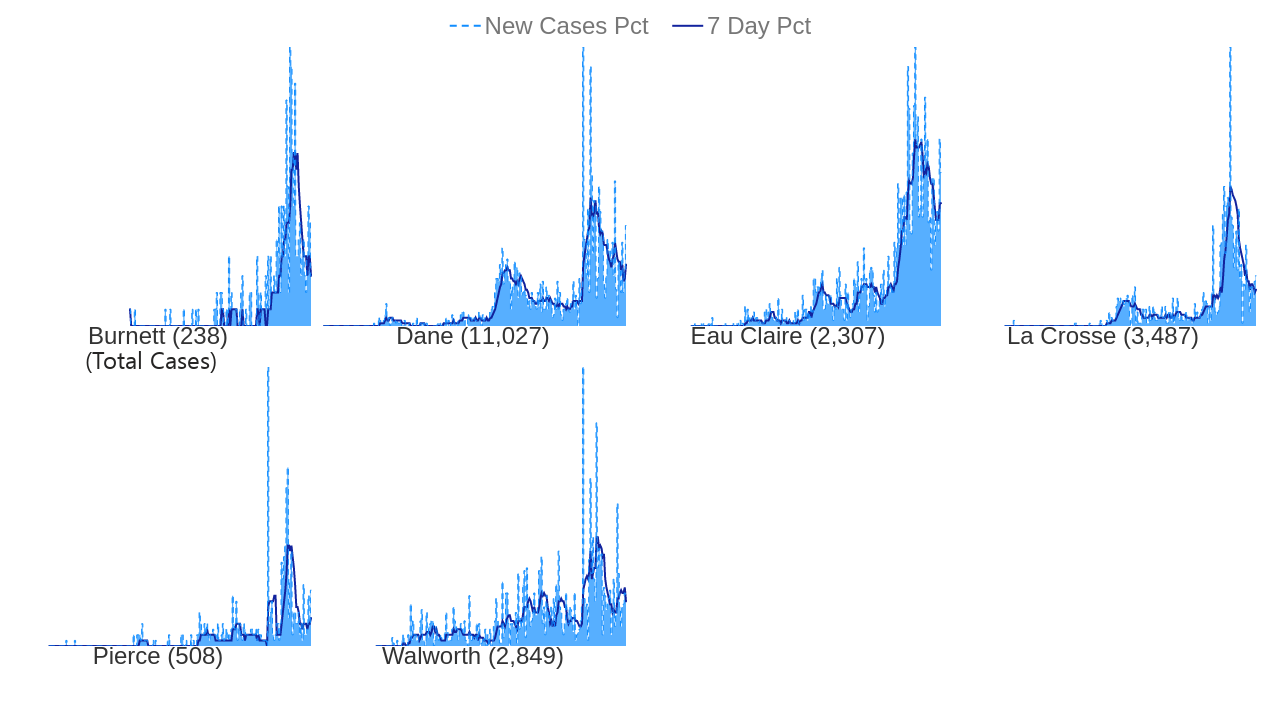 New Cases Pct 7 Day Pct
Burnett (238) Dane (11,027) Eau Claire (2,307) La Crosse (3,487)
(Total Cases)
Pierce (508) Walworth (2,849)